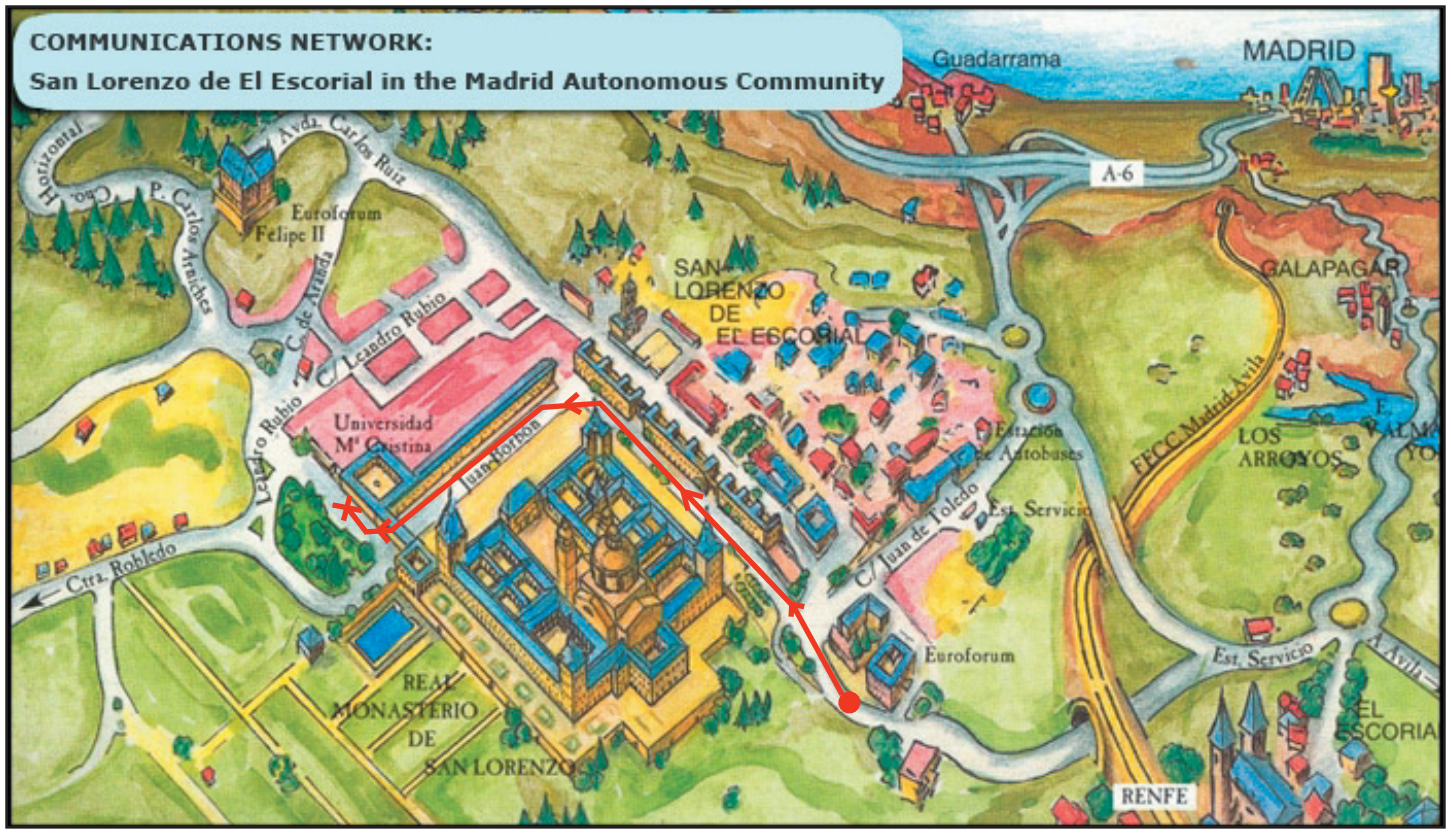 COMMUNICATIONS NETWORK:
San Lorenzo de El Escorial in the Madrid Autonomous Community
Guadarrama
MADRID
A-6
Horizontal
Cno.
P. Carlos Arniches
Avda. Carlos Ruiz
Euroforum
Felipe II
C. de Aranda
C/ Leandro Rubio
Leandro Rubio
SAN
LORENZO
DE
EL ESCORIAL
GALAPAGAR
FFCC. Madrid Avila
LOS
ARROYOS
E.
Universidad
Mª Cristina
Juan Borbón
Estación
de Autobuses
Est. Servicio
C/ Juan de Toledo
Ctra. Robledo
Euroforum
Est. Servicio
A Avila
REAL
MONASTERIO
DE
SAN LORENZO
EL
ESCORIAL
RENFE